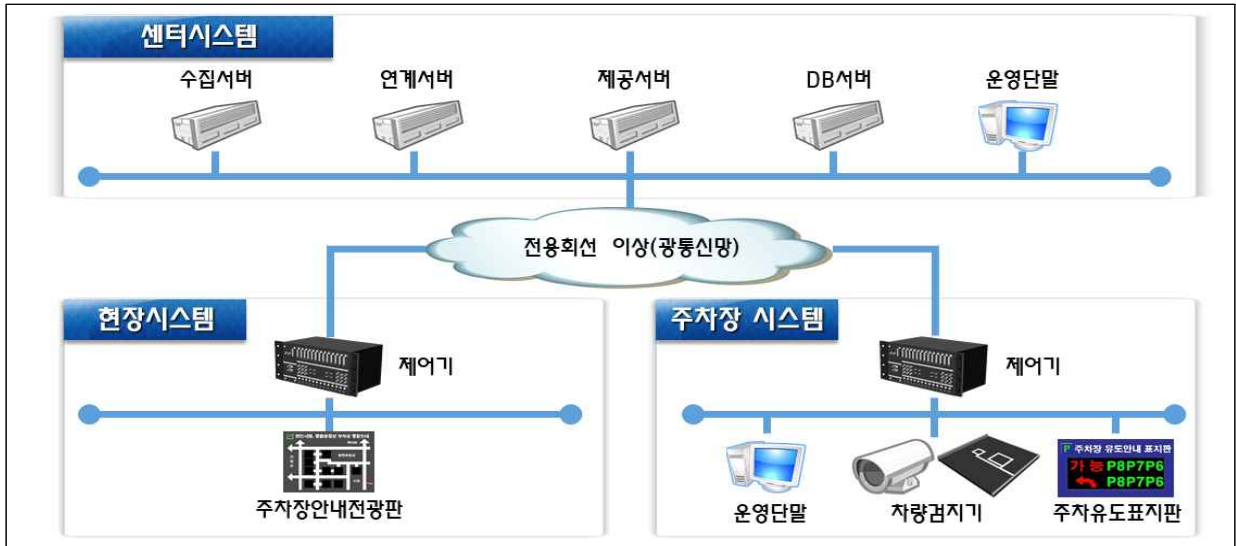 센터시스템
수집서버 연계서버 제공서버 DB서버 운영단말
전용회선 이상(광통신망)
현장시스템
제어기
주차장안내전광판
주차장 시스템
제어기
P 주차장 유도안내 표지판
가능 P8P7P6
P8P7P6
운영단말 차량검지기 주차유도표지판